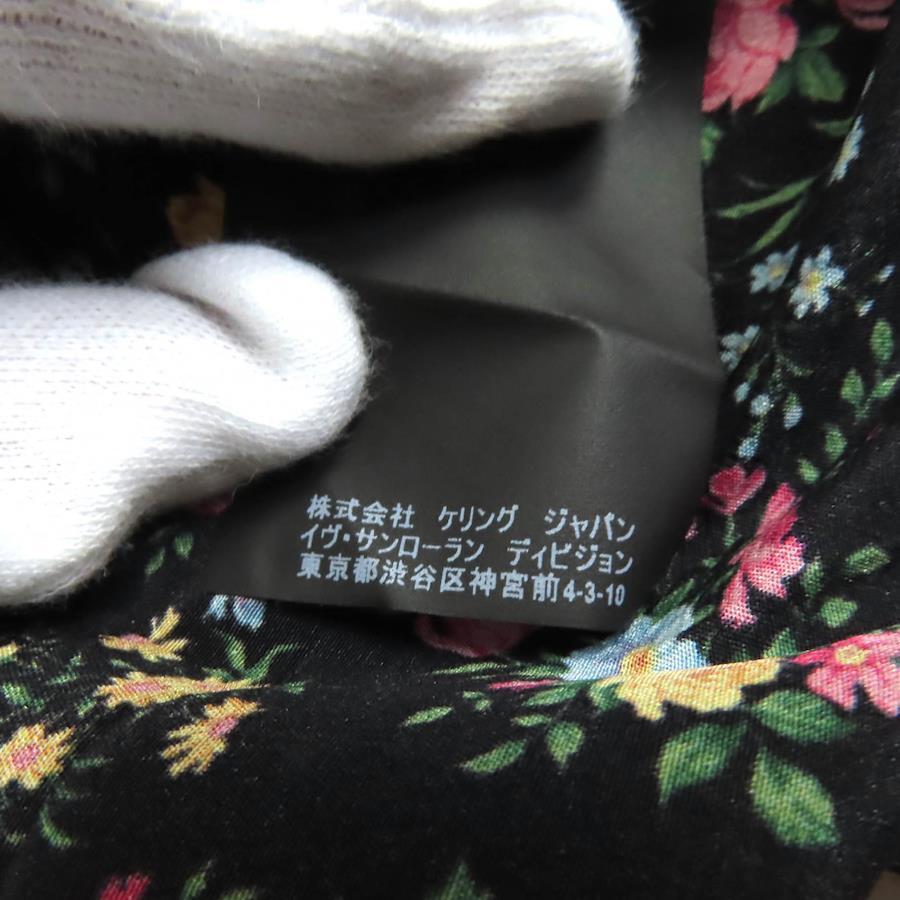 株式会社 ケリング ジャパン
イヴ・サンローラン ディビジョン
東京都渋谷区神宮前4-3-10